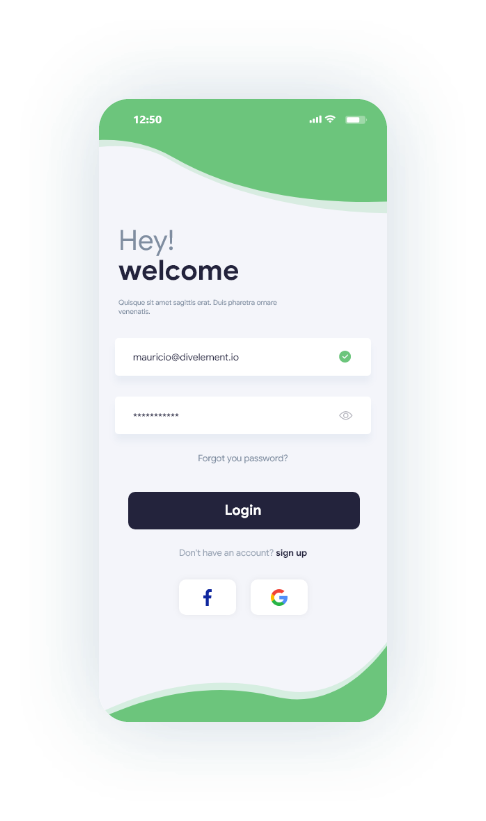 12:50
Hey!
welcome
Quisque sit amet sagittis erat. Duis pharetra ornare
venenatis.
mauricio@divelement.io
***********
Forgot you password?
Login
Don't have an account? sign up